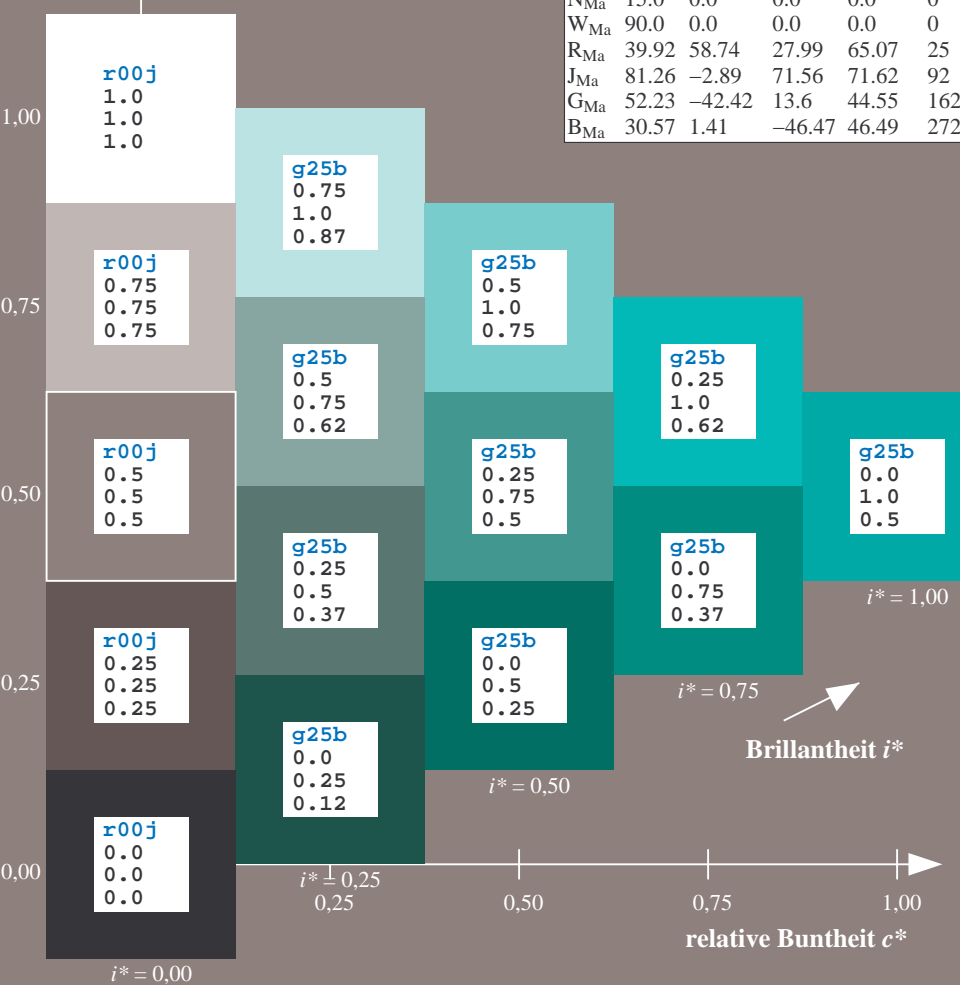 N_Ma 15.0 0.0 0.0 0.0 0
W_Ma 90.0 0.0 0.0 0.0 0
R_Ma 39.92 58.74 27.99 65.07 25
J_Ma 81.26 –2.89 71.56 71.62 92
G_Ma 52.23 –42.42 13.6 44.55 162
B_Ma 30.57 1.41 –46.47 46.49 272
r00j
1.0
1.0
1.0
1,00
g25b
0.75
1.0
0.87
r00j
0.75
0.75
0.75
0,75
g25b
0.5
1.0
0.75
g25b
0.5
0.75
0.62
g25b
0.25
1.0
0.62
r00j
0.5
0.5
0.5
0,50
g25b
0.25
0.75
0.5
g25b
0.0
1.0
0.5
i* = 1,00
g25b
0.25
0.5
0.37
g25b
0.0
0.75
0.37
i* = 0,75
r00j
0.25
0.25
0.25
0,25
g25b
0.0
0.5
0.25
i* = 0,50
Brillantheit i*
g25b
0.0
0.25
0.12
i* = 0,25
r00j
0.0
0.0
0.0
0,00
i* = 0,00
0,25 0,50 0,75 1,00
relative Buntheit c*